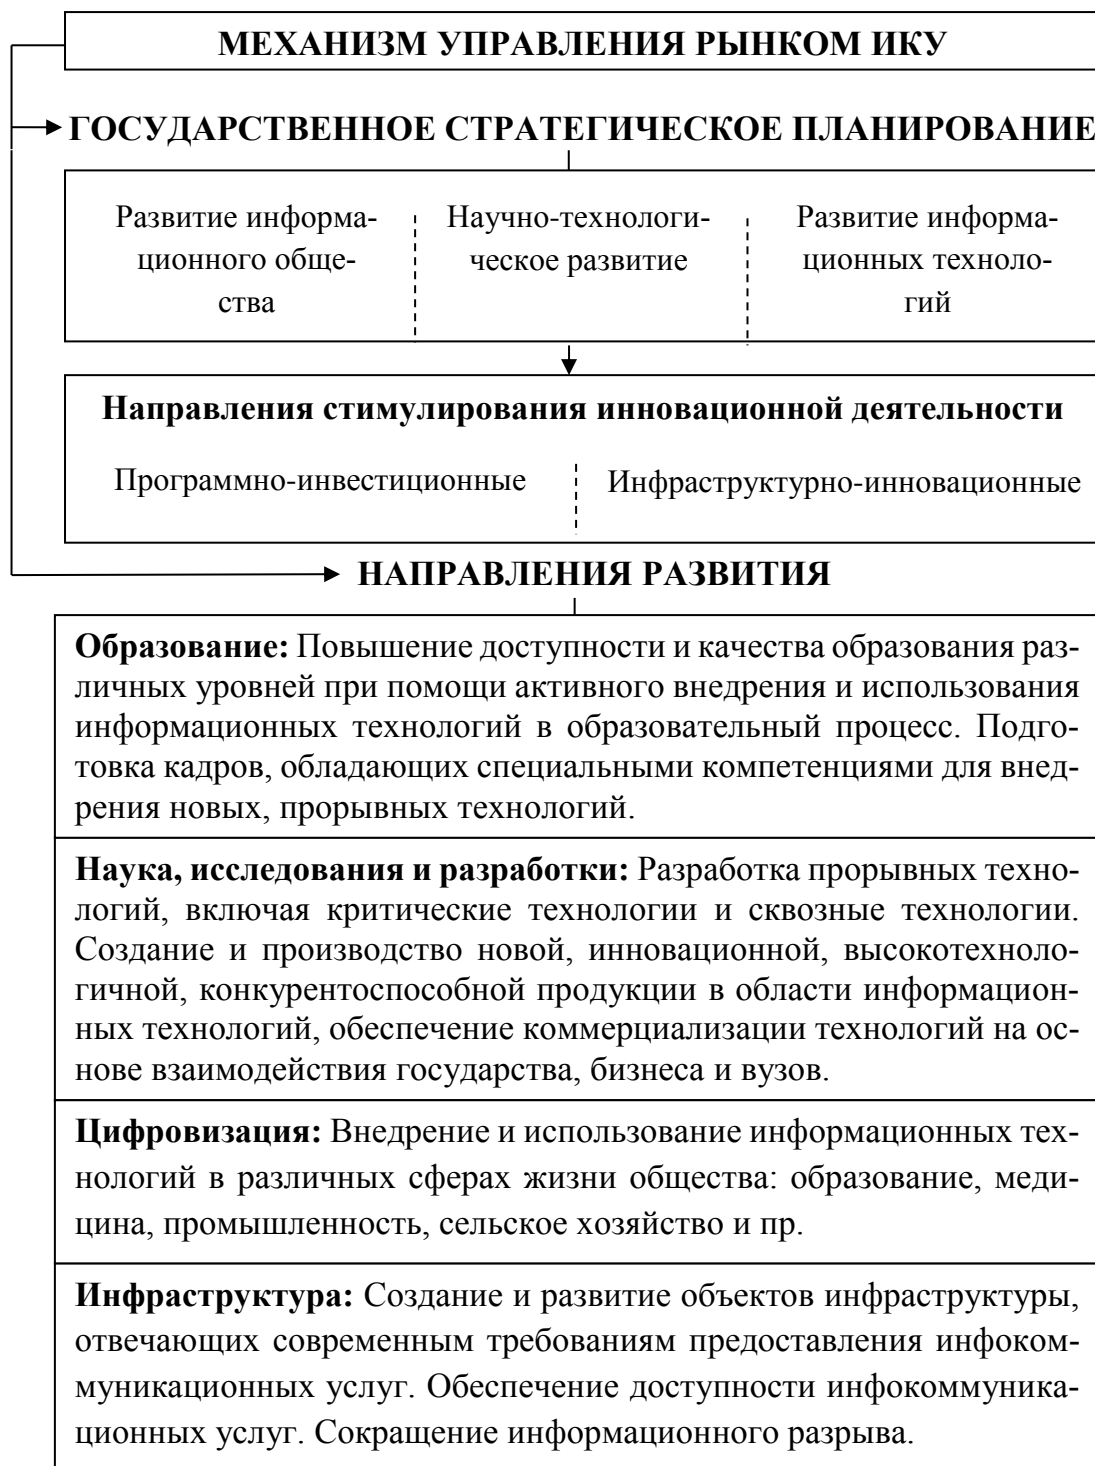 МЕХАНИЗМ УПРАВЛЕНИЯ РЫНКОМ ИКУ
ГОСУДАРСТВЕННОЕ СТРАТЕГИЧЕСКОЕ ПЛАНИРОВАНИЕ
Развитие информа-
ционного обще-
ства
Научно-технологи-
ческое развитие
Развитие информа-
ционных техноло-
гий
Направления стимулирования инновационной деятельности
Программно-инвестиционные
Инфраструктурно-инновационные
НАПРАВЛЕНИЯ РАЗВИТИЯ
Образование: Повышение доступности и качества образования раз-
личных уровней при помощи активного внедрения и использования
информационных технологий в образовательный процесс. Подго-
товка кадров, обладающих специальными компетенциями для внед-
рения новых, прорывных технологий.
Наука, исследования и разработки: Разработка прорывных техно-
логий, включая критические технологии и сквозные технологии.
Создание и производство новой, инновационной, высокотехноло-
гичной, конкурентоспособной продукции в области информацион-
ных технологий, обеспечение коммерциализации технологий на ос-
нове взаимодействия государства, бизнеса и вузов.
Цифровизация: Внедрение и использование информационных тех-
нологий в различных сферах жизни общества: образование, меди-
цина, промышленность, сельское хозяйство и пр.
Инфраструктура: Создание и развитие объектов инфраструктуры,
отвечающих современным требованиям предоставления инфоком-
муникационных услуг. Обеспечение доступности инфокоммуника-
ционных услуг. Сокращение информационного разрыва.